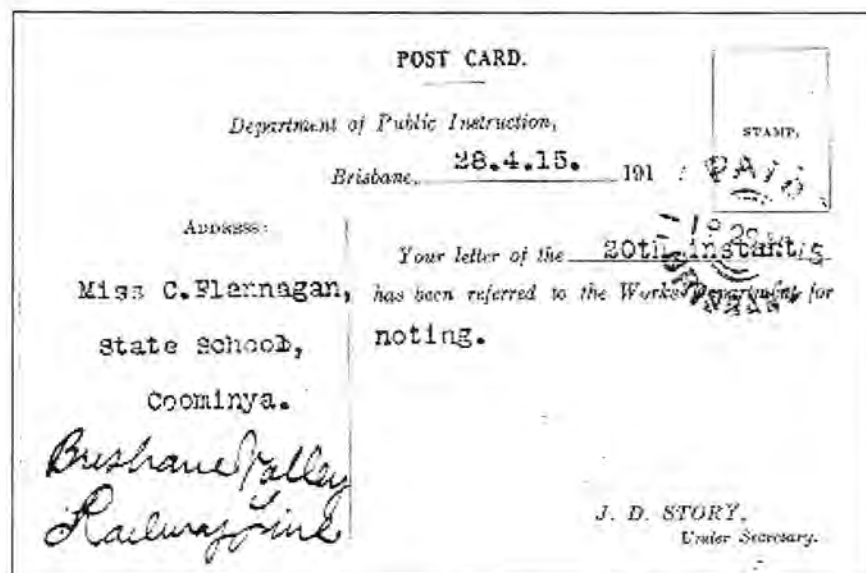 POST CARD.
Department of Public Instruction,
Brisbane, 28.4.15. 191
STAMP.
PAID
ADDRESS:
Miss C.Flannagan,
State School,
Coominya.
Brisbane Valley
Railway Line
Your letter of the 20th instant
has been referred to the Works Department for
noting.
J. D. STORY,
Under Secretary.